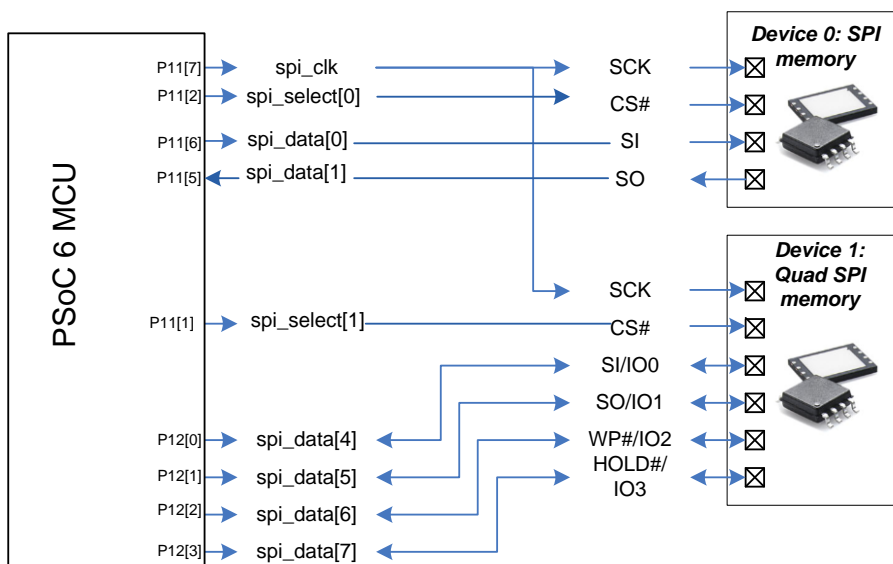 PSoC 6 MCU
P11[7]
spi_clk
SCK
P11[2]
spi_select[0]
CS#
P11[6]
spi_data[0]
SI
P11[5]
spi_data[1]
SO
Device 0: SPI
memory
Device 1:
Quad SPI
memory
SCK
P11[1]
spi_select[1]
CS#
SI/IO0
SO/IO1
P12[0]
spi_data[4]
WP#/IO2
P12[1]
spi_data[5]
HOLD#/
IO3
P12[2]
spi_data[6]
P12[3]
spi_data[7]